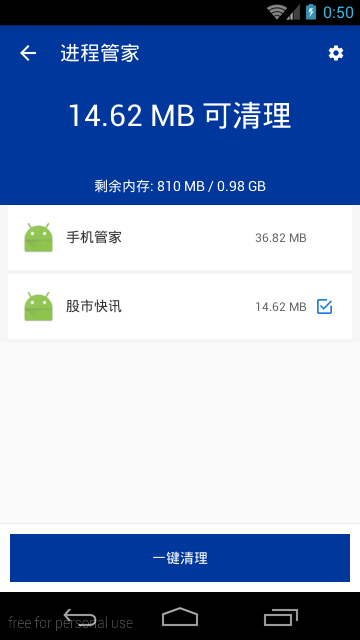 0:50
进程管家
14.62 MB 可清理
剩余内存: 810 MB / 0.98 GB
手机管家 36.82 MB
股市快讯 14.62 MB
一键清理
free for personal use